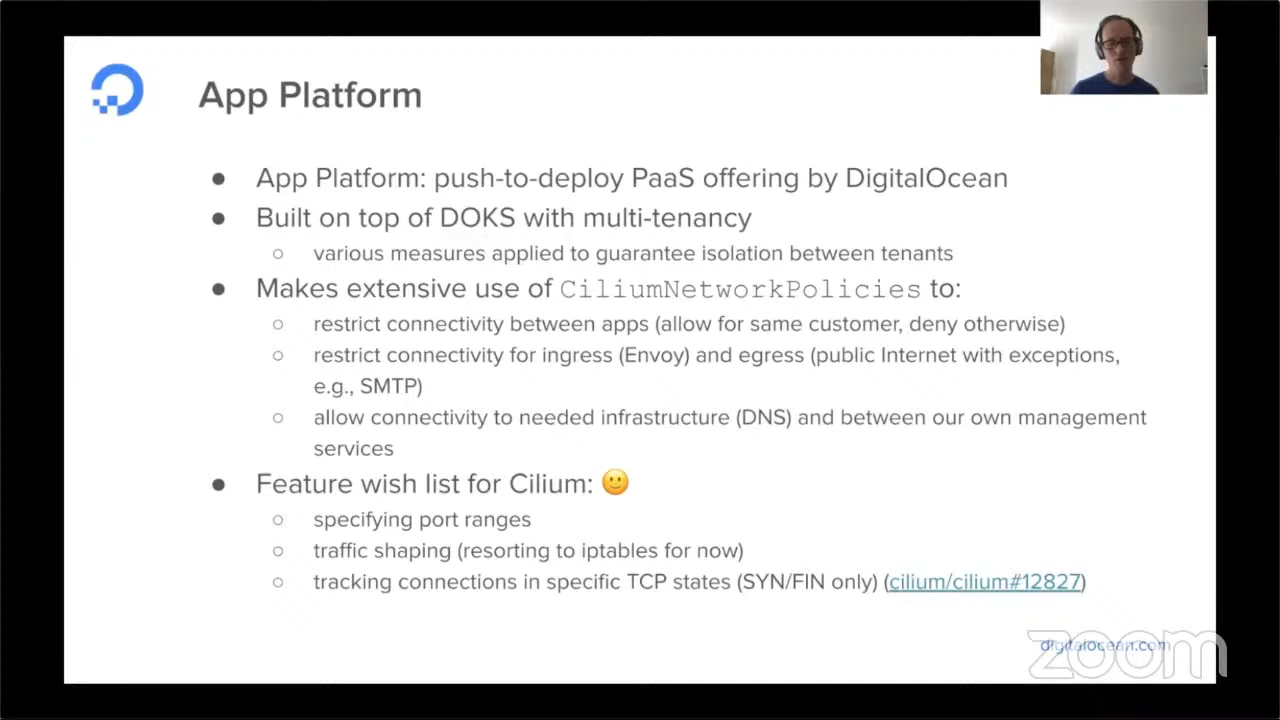 App Platform
● App Platform: push-to-deploy PaaS offering by DigitalOcean
● Built on top of DOKS with multi-tenancy
○ various measures applied to guarantee isolation between tenants
● Makes extensive use of CiliumNetworkPolicies to:
○ restrict connectivity between apps (allow for same customer, deny otherwise)
○ restrict connectivity for ingress (Envoy) and egress (public Internet with exceptions,
e.g., SMTP)
○ allow connectivity to needed infrastructure (DNS) and between our own management
services
● Feature wish list for Cilium: 🙂
○ specifying port ranges
○ traffic shaping (resorting to iptables for now)
○ tracking connections in specific TCP states (SYN/FIN only) (cilium/cilium#12827)
digitalocean.com
zoom